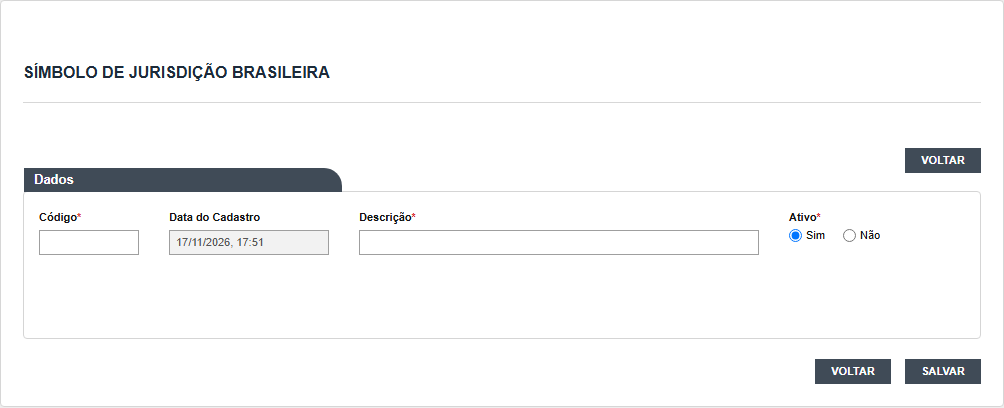 SÍMBOLO DE JURISDIÇÃO BRASILEIRA
VOLTAR
Dados
Código* Data do Cadastro Descrição* Ativo*
17/11/2026, 17:51 Sim Não
VOLTAR SALVAR